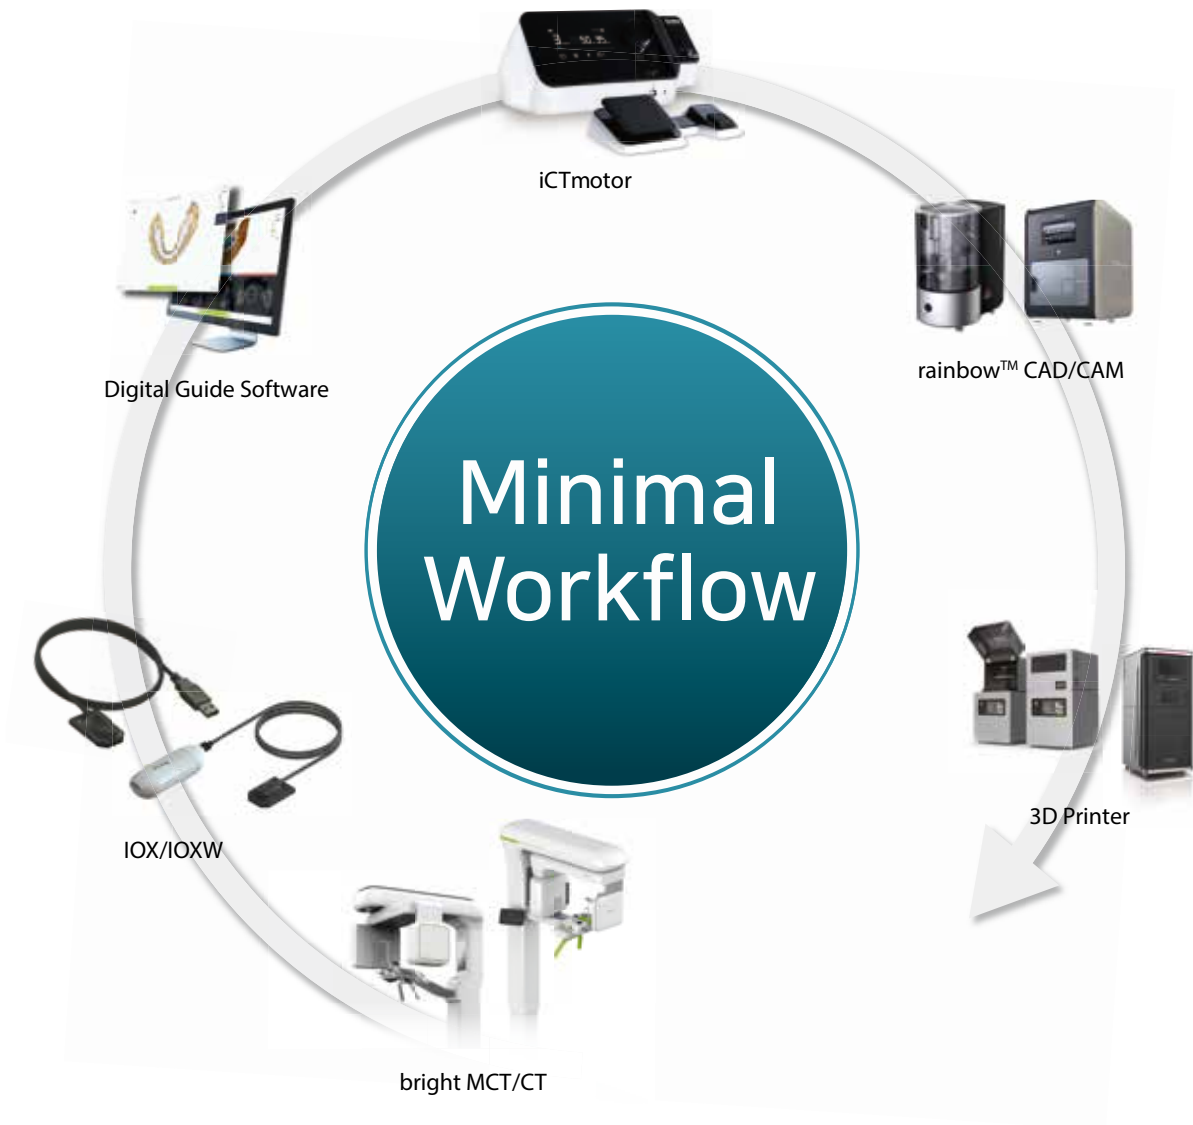 iCTmotor
Digital Guide Software
rainbow™ CAD/CAM
Minimal
Workflow
3D Printer
IOX/IOXW
bright MCT/CT